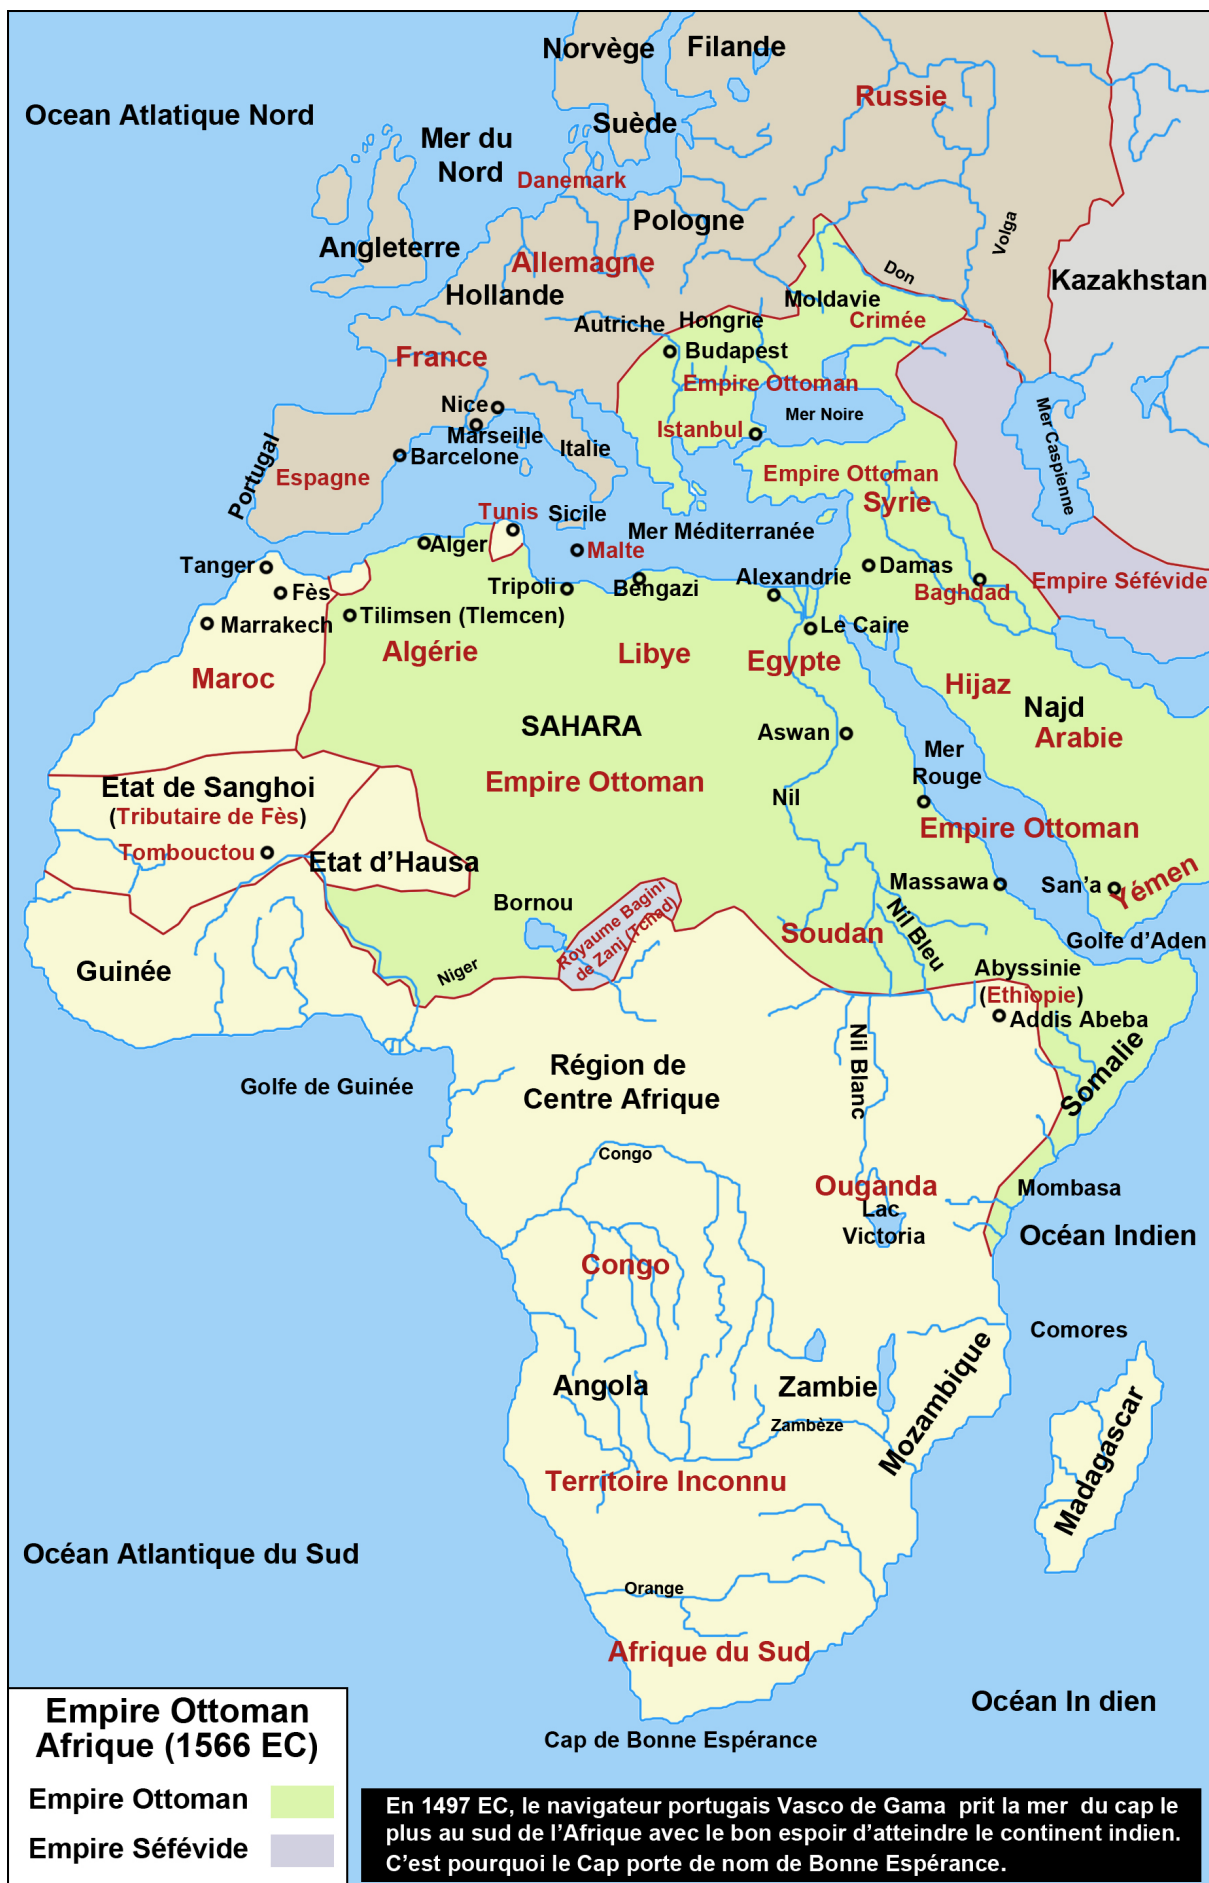 Norvège
Filande
Russie
Ocean Atlatique Nord
Suède
Mer du
Nord
Danemark
Pologne
Angleterre
Allemagne
Volga
Don
Kazakhstan
Hollande
Moldavie
Autriche
Hongrie
Crimée
France
Budapest
Empire Ottoman
Nice
Mer Noire
Istanbul
Marseille
Mer Caspienne
Italie
Barcelone
Portugal
Espagne
Empire Ottoman
Syrie
Tunis
Sicile
Mer Méditerranée
Alger
Malte
Tanger
Damas
Fès
Tripoli
Bengazi
Alexandrie
Baghdad
Empire Séfévide
Tilimsen (Tlemcen)
Marrakech
Le Caire
Algérie
Libye
Egypte
Maroc
Hijaz
Najd
SAHARA
Aswan
Arabie
Mer
Rouge
Etat de Sanghoi
(Tributaire de Fès)
Empire Ottoman
Nil
Empire Ottoman
Tombouctou
Etat d’Hausa
Massawa
San’a
Yémen
Bornou
Royaume Bagini
de Zanj (Tchad)
Soudan
Nil Bleu
Golfe d’Aden
Guinée
Niger
Abyssinie
(Ethiopie)
Addis Abeba
Région de
Centre Afrique
Nil Blanc
Somalie
Golfe de Guinée
Congo
Ouganda
Mombasa
Lac
Victoria
Océan Indien
Congo
Comores
Angola
Zambie
Mozambique
Zambèze
Madagascar
Territoire Inconnu
Océan Atlantique du Sud
Orange
Afrique du Sud
Océan In dien
Cap de Bonne Espérance
Empire Ottoman
Afrique (1566 EC)
Empire Ottoman
Empire Séfévide
En 1497 EC, le navigateur portugais Vasco de Gama prit la mer du cap le
plus au sud de l’Afrique avec le bon espoir d’atteindre le continent indien.
C’est pourquoi le Cap porte de nom de Bonne Espérance.